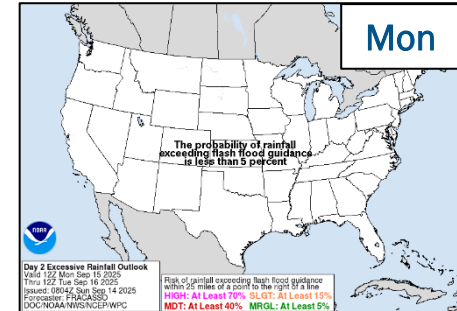 Mon
The probability of rainfall
exceeding flash flood guidance
is less than 5 percent
NOAA
Day 2 Excessive Rainfall Outlook
Valid 12Z Mon Sep 15 2025
Thru 12Z Tue Sep 16 2025
Issued: 0804Z Sun Sep 14 2025
Forecaster: FRACASSO
DOC/NOAA/NWS/NCEP/WPC
Risk of rainfall exceeding flash flood guidance
within 25 miles of a point to the right of a line
HIGH: At Least 70% SLGT: At Least 15%
MDT: At Least 40% MRGL: At Least 5%